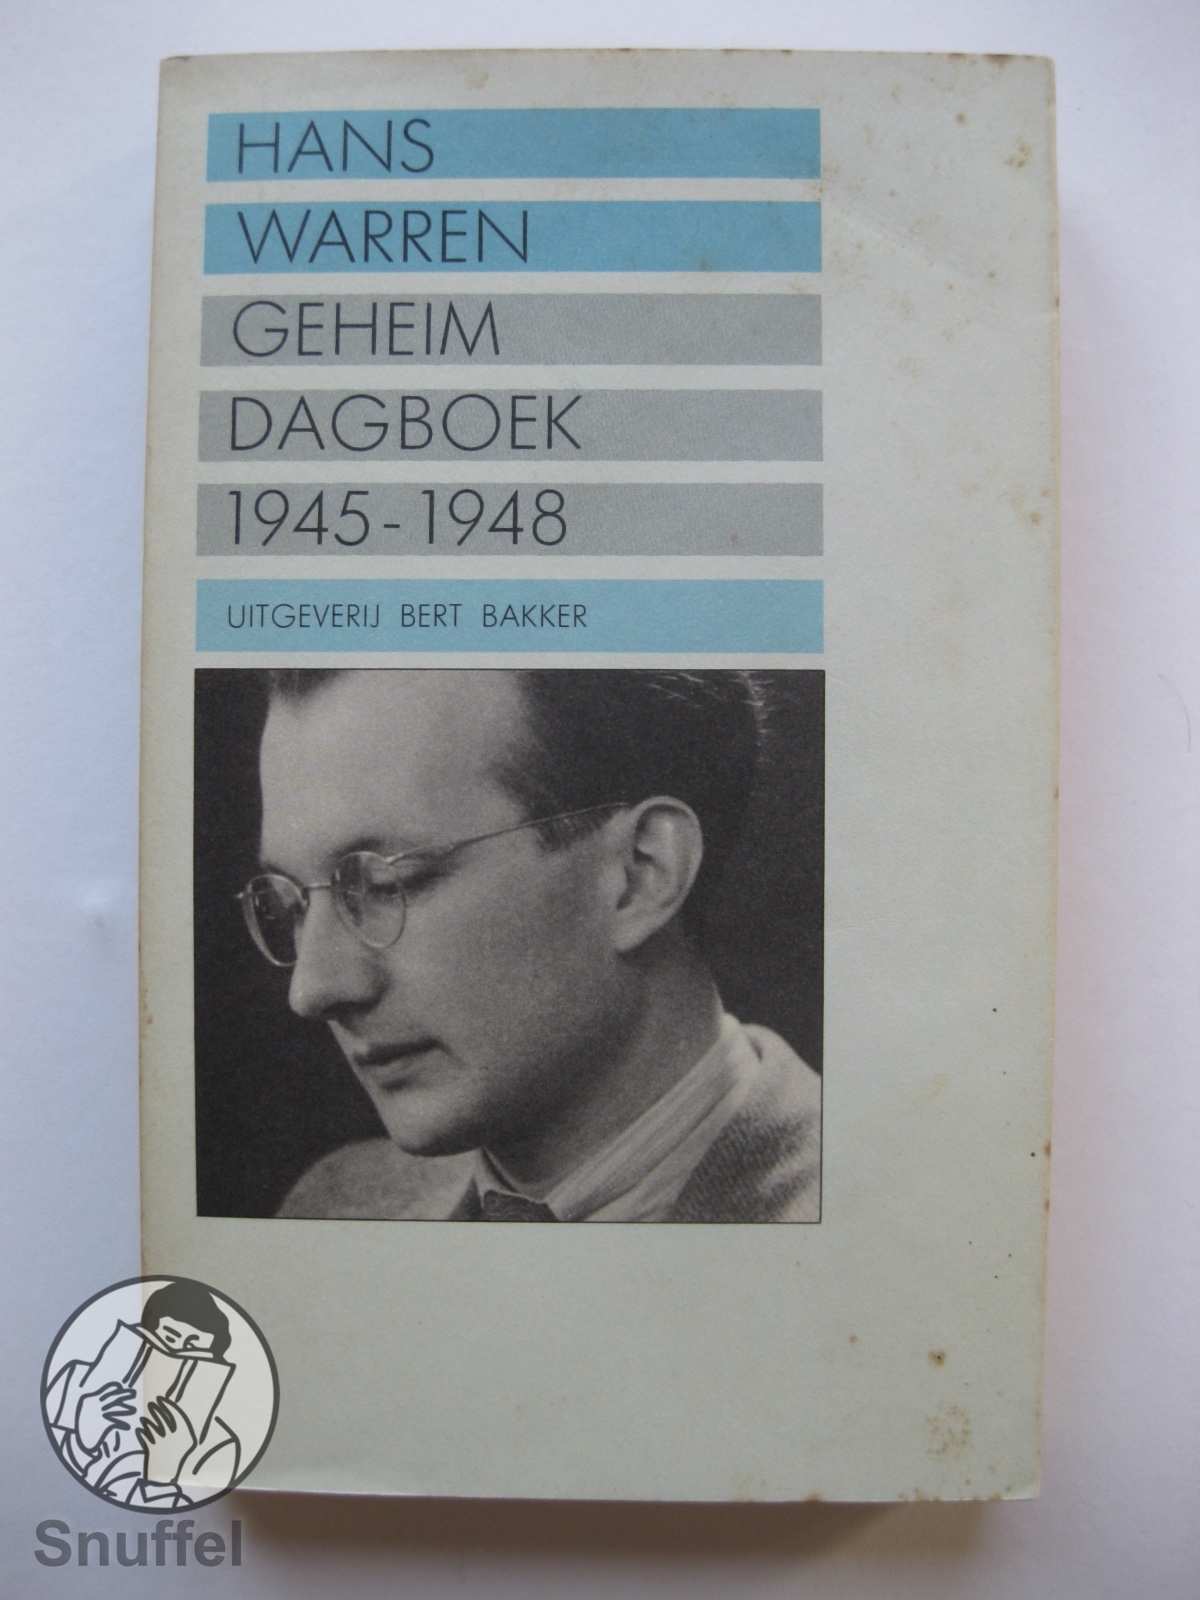 HANS
WARREN
GEHEIM
DAGBOEK
1945-1948
UITGEVERIJ BERT BAKKER
Snuffel